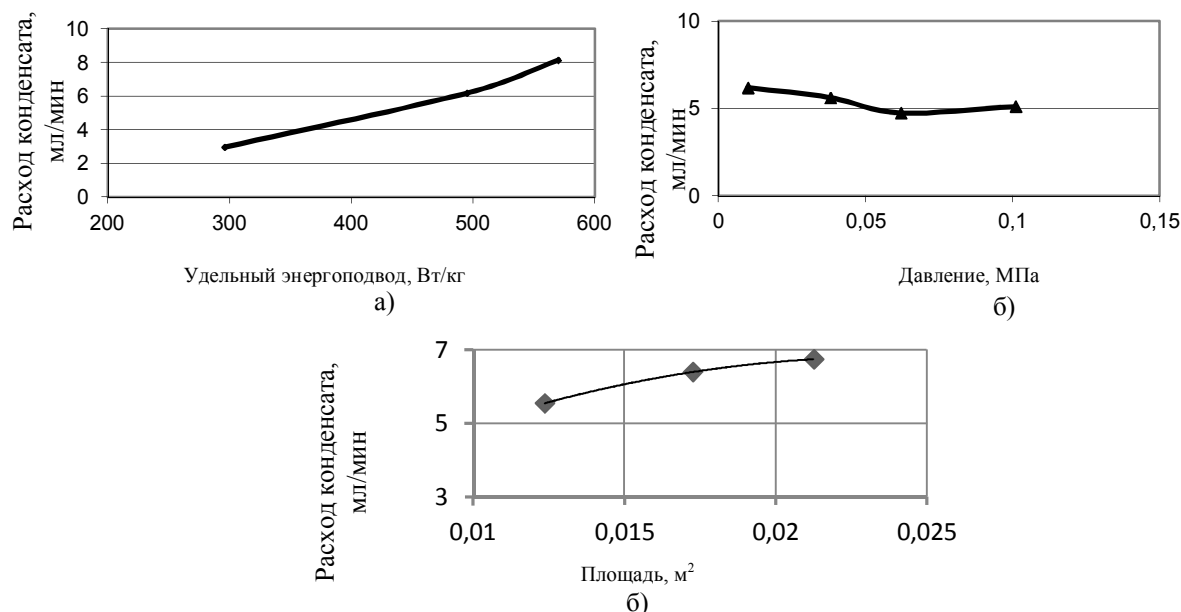 Расход конденсата,
мл/мин
10
8
6
4
2
0
200 300 400 500 600
Удельный энергоподвод, Вт/кг
а)
Расход конденсата,
мл/мин
10
5
0
0 0,05 0,1 0,15
Давление, МПа
б)
Расход конденсата,
мл/мин
7
5
3
0,01 0,015 0,02 0,025
Площадь, м²
б)